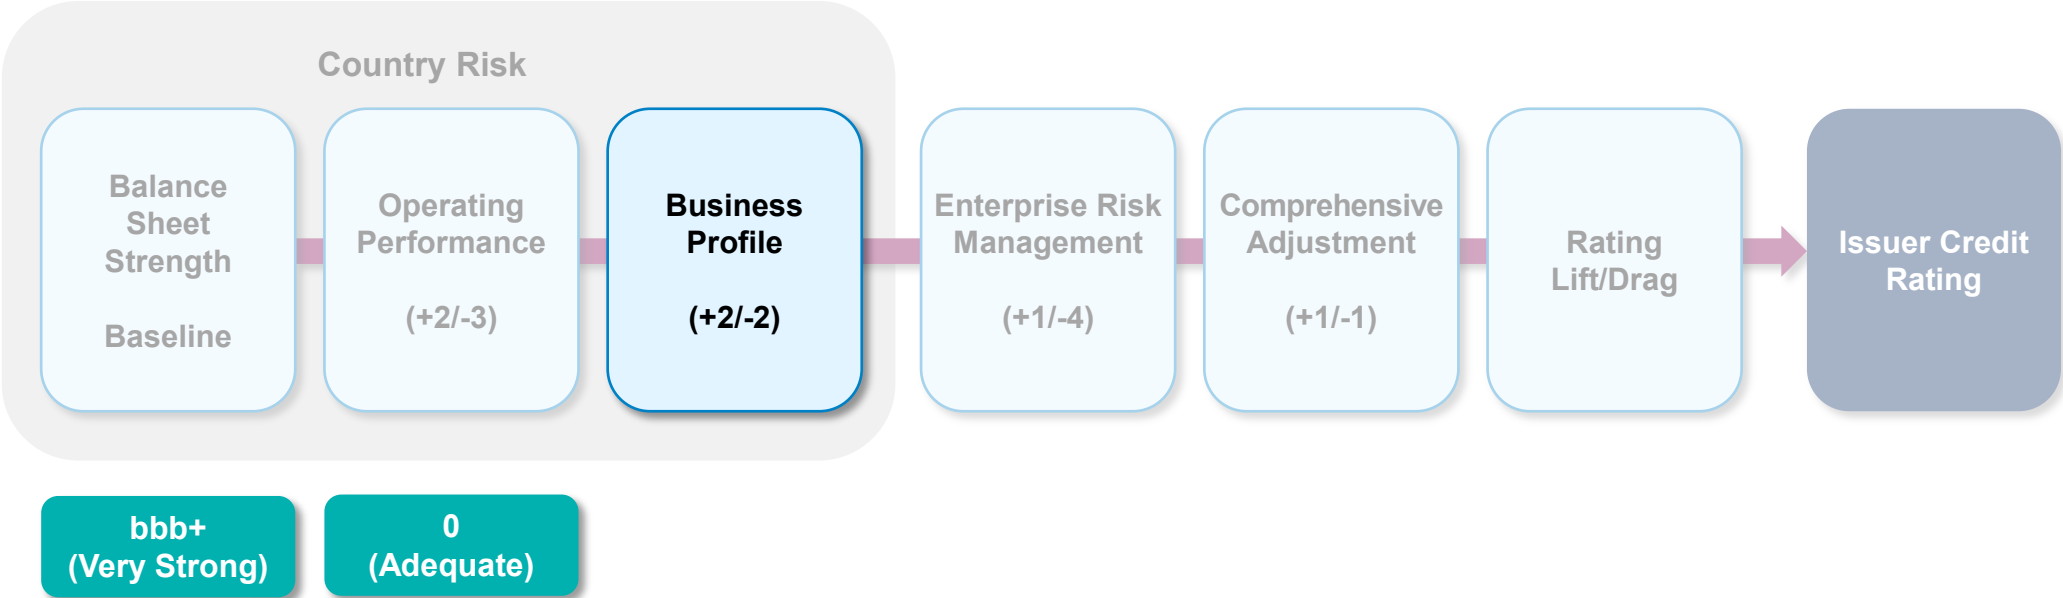 Country Risk
Balance
Sheet
Strength
Baseline
Operating
Performance
(+2/-3)
Business
Profile
(+2/-2)
Enterprise Risk
Management
(+1/-4)
Comprehensive
Adjustment
(+1/-1)
Rating
Lift/Drag
Issuer Credit
Rating
bbb+
(Very Strong)
0
(Adequate)